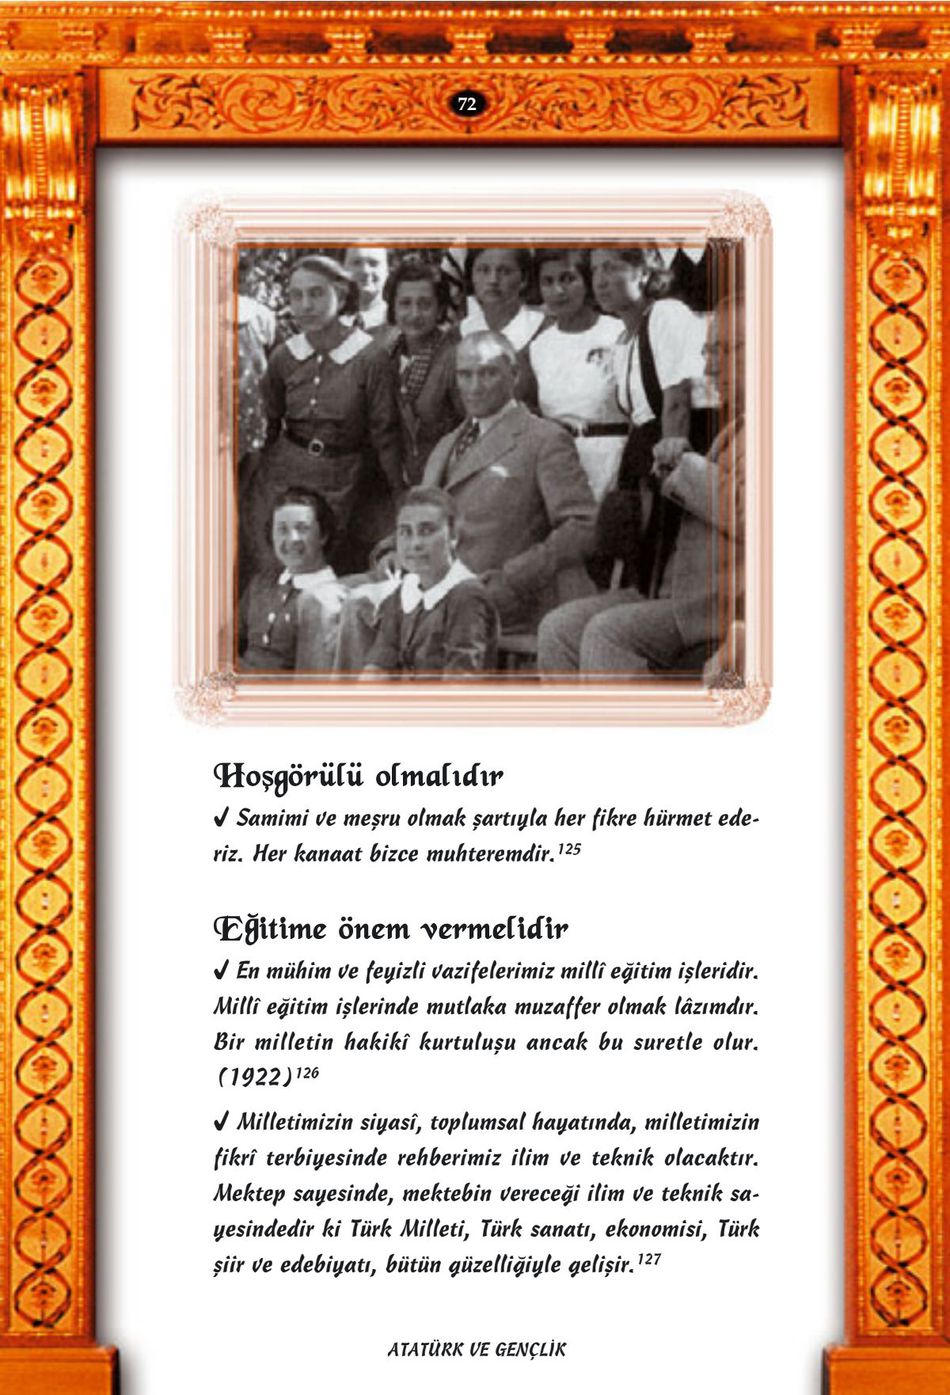 72
Hoşgörülü olmalıdır
✓ Samimi ve meşru olmak şartıyla her fikre hürmet ede-
riz. Her kanaat bizce muhteremdir.125
Eğitime önem vermelidir
✓ En mühim ve feyizli vazifelerimiz millî eğitim işleridir.
Millî eğitim işlerinde mutlaka muzaffer olmak lâzımdır.
Bir milletin hakikî kurtuluşu ancak bu suretle olur.
(1922)126
✓ Milletimizin siyasî, toplumsal hayatında, milletimizin
fikrî terbiyesinde rehberimiz ilim ve teknik olacaktır.
Mektep sayesinde, mektebin vereceği ilim ve teknik sa-
yesindedir ki Türk Milleti, Türk sanatı, ekonomisi, Türk
şiir ve edebiyatı, bütün güzelliğiyle gelişir.127
ATATÜRK VE GENÇLİK